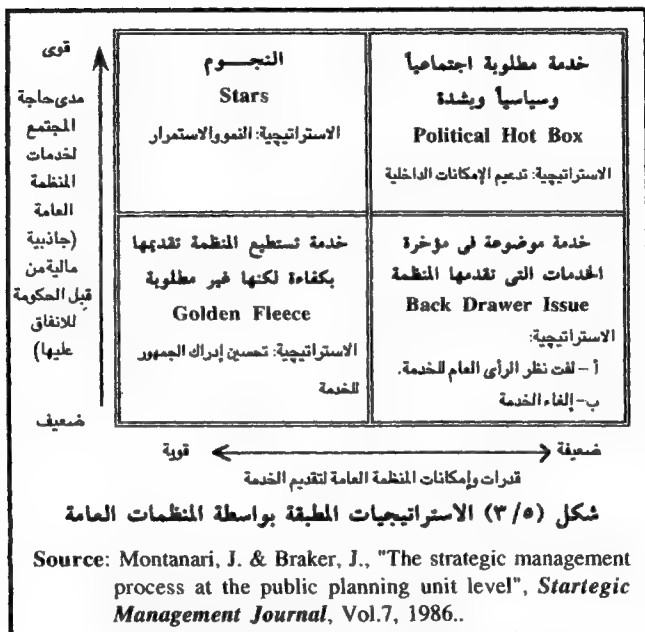 قوى
مدى حاجة
المجتمع
لخدمات
المنظمة
العامة
(جاذبية
مالية من
قِبل الحكومة
للانفاق
عليها)
ضعيف
خدمة مطلوبة اجتماعياً
وسياسياً وبشدة
Political Hot Box
الاستراتيجية: تدعيم الإمكانات الداخلية
النجـــوم
Stars
الاستراتيجية: النمو والاستمرار
خدمة موضوعة فى مؤخرة
الخدمات التى تقدمها المنظمة
Back Drawer Issue
الاستراتيجية:
أ – لفت نظر الرأى العام للخدمة.
ب- إلغاء الخدمة
خدمة تستطيع المنظمة تقديمها
بكفاءة لكنها غير مطلوبة
Golden Fleece
الاستراتيجية: تحسين إدراك الجمهور
للخدمة
ضعيفة
قوية
قدرات وإمكانات المنظمة العامة لتقديم الخدمة
شكل (٣/٥) الاستراتيجيات المطبقة بواسطة المنظمات العامة
Source: Montanari, J. & Braker, J., "The strategic management
process at the public planning unit level", Startegic
Management Journal, Vol.7, 1986..